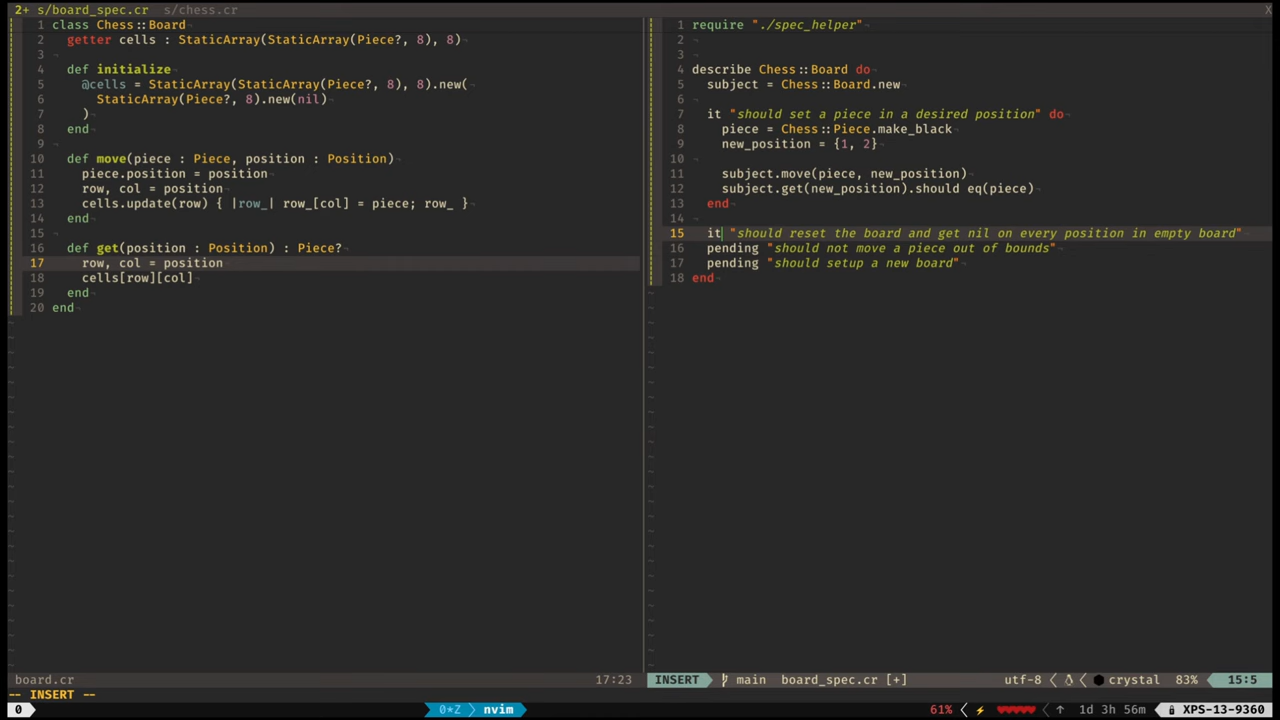 2+ s/board_spec.cr  s/chess.cr X
1 class Chess::Board
2   getter cells : StaticArray(StaticArray(Piece?, 8), 8)
3
4   def initialize
5     @cells = StaticArray(StaticArray(Piece?, 8), 8).new(
6       StaticArray(Piece?, 8).new(nil)
7     )
8   end
9
10   def move(piece : Piece, position : Position)
11     piece.position = position
12     row, col = position
13     cells.update(row) { |row_| row_[col] = piece; row_ }
14   end
15
16   def get(position : Position) : Piece?
17     row, col = position
18     cells[row][col]
19   end
20 end
1 require "./spec_helper"
2
3
4 describe Chess::Board do
5   subject = Chess::Board.new
6
7   it "should set a piece in a desired position" do
8     piece = Chess::Piece.make_black
9     new_position = {1, 2}
10
11     subject.move(piece, new_position)
12     subject.get(new_position).should eq(piece)
13   end
14
15   it "should reset the board and get nil on every position in empty board"
16   pending "should not move a piece out of bounds"
17   pending "should setup a new board"
18 end
board.cr 17:23 INSERT main board_spec.cr [+] utf-8 crystal 83% 15:5
-- INSERT --
0 0*Z nvim 61% ⚡ ♥♥♥♥♥♥ ↑ 1d 3h 56m XPS-13-9360